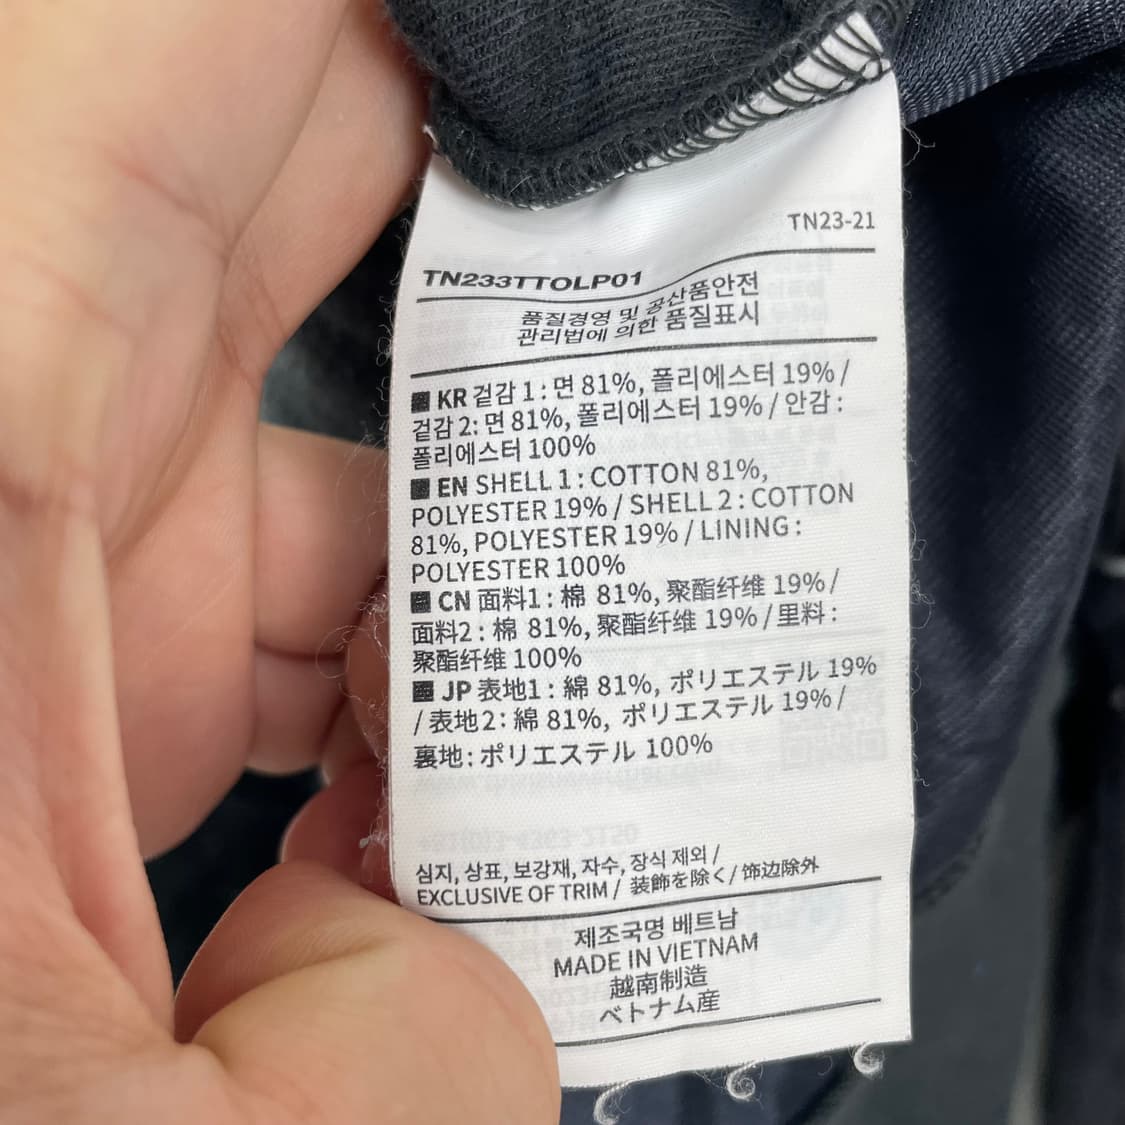 TN23-21
TN233TTOLP01
품질경영 및 공산품안전
관리법에 의한 품질표시
KR 겉감 1 : 면 81%, 폴리에스터 19% /
겉감 2: 면 81%, 폴리에스터 19% / 안감 :
폴리에스터 100%
EN SHELL 1 : COTTON 81%,
POLYESTER 19% / SHELL 2 : COTTON
81%, POLYESTER 19% / LINING :
POLYESTER 100%
CN 面料1 : 棉 81%, 聚酯纤维 19% /
面料2 : 棉 81%, 聚酯纤维 19% / 里料 :
聚酯纤维 100%
JP 表地1 : 綿 81%, ポリエステル 19%
/ 表地2 : 綿 81%, ポリエステル 19% /
裏地 : ポリエステル 100%
심지, 상표, 보강재, 자수, 장식 제외 /
EXCLUSIVE OF TRIM / 装飾を除く / 饰边除外
제조국명 베트남
MADE IN VIETNAM
越南制造
ベトナム産